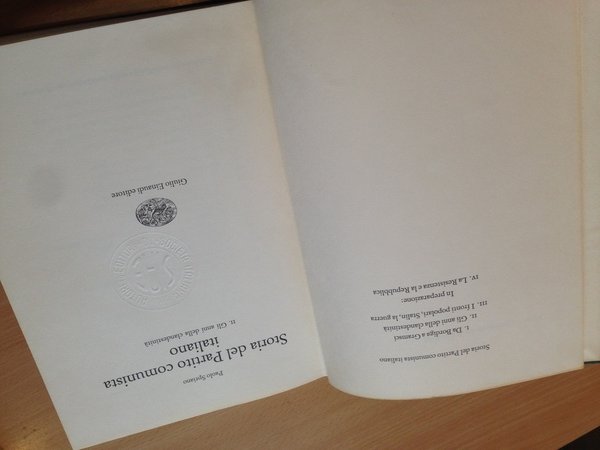 Storia del Partito comunista italiano
I. Da Bordiga a Gramsci
II. Gli anni della clandestinità
III. I fronti popolari, Stalin, la guerra
In preparazione:
IV. La Resistenza e la Repubblica
Paolo Spriano
Storia del Partito comunista
italiano
II. Gli anni della clandestinità
Giulio Einaudi editore